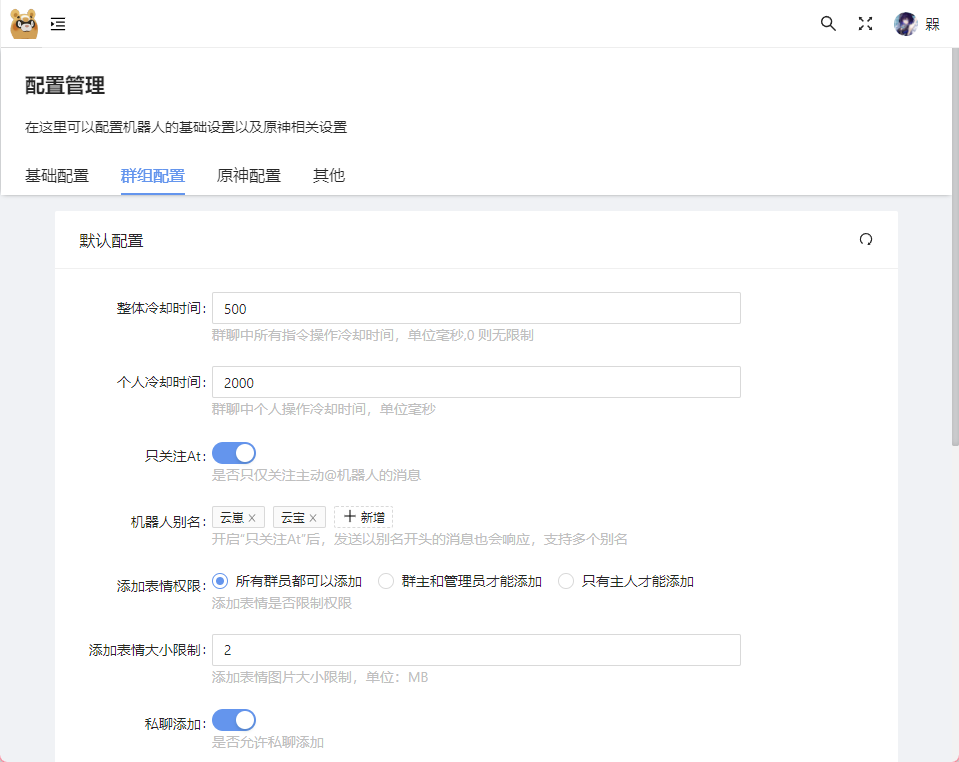 槑
配置管理
在这里可以配置机器人的基础设置以及原神相关设置
基础配置 群组配置 原神配置 其他
默认配置
整体冷却时间: 500
群聊中所有指令操作冷却时间，单位毫秒,0 则无限制
个人冷却时间: 2000
群聊中个人操作冷却时间，单位毫秒
只关注At:
是否只仅关注主动@机器人的消息
机器人别名: 云崽 云宝 新增
开启"只关注At"后，发送以别名开头的消息也会响应，支持多个别名
添加表情权限: 所有群员都可以添加 群主和管理员才能添加 只有主人才能添加
添加表情是否限制权限
添加表情大小限制: 2
添加表情图片大小限制，单位：MB
私聊添加:
是否允许私聊添加